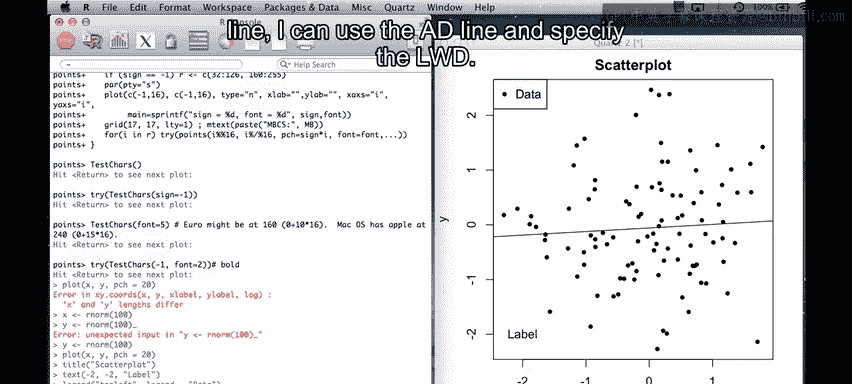 R File Edit Format Workspace Packages & Data Misc Quartz Window Help 100%
line, I can use the AD line and specify
the LWD.
Help Search
points+ if (sign == -1) r <- c(32:126, 160:255)
points+ par(pty="s")
points+ plot(c(-1,16), c(-1,16), type="n", xlab="",ylab="", xaxs="i",
yaxs="i",
points+ main=sprintf("sign = %d, font = %d", sign,font))
points+ grid(17, 17, lty=1) ; mtext(paste("MBCS:", MB))
points+ for(i in r) try(points(i%%16, i%/%16, pch=sign*i, font=font,...))
points+ }
points> TestChars()
Hit <Return> to see next plot:
points> try(TestChars(sign=-1))
Hit <Return> to see next plot:
points> TestChars(font=5) # Euro might be at 160 (0+10*16). Mac OS has apple at
240 (0+15*16).
Hit <Return> to see next plot:
points> try(TestChars(-1, font=2))# bold
Hit <Return> to see next plot:
> plot(x, y, pch = 20)
Error in xy.coords(x, y, xlabel, ylabel, log) :
'x' and 'y' lengths differ
> x <- rnorm(100)
> y <- rnorm(100)_
Error: unexpected input in "y <- rnorm(100)_"
> y <- rnorm(100)
> plot(x, y, pch = 20)
> title("Scatterplot")
> text(-2, -2, "Label")
Scatterplot
Data
2
1
0
-1
-2
y
Label
-2 -1 0 1